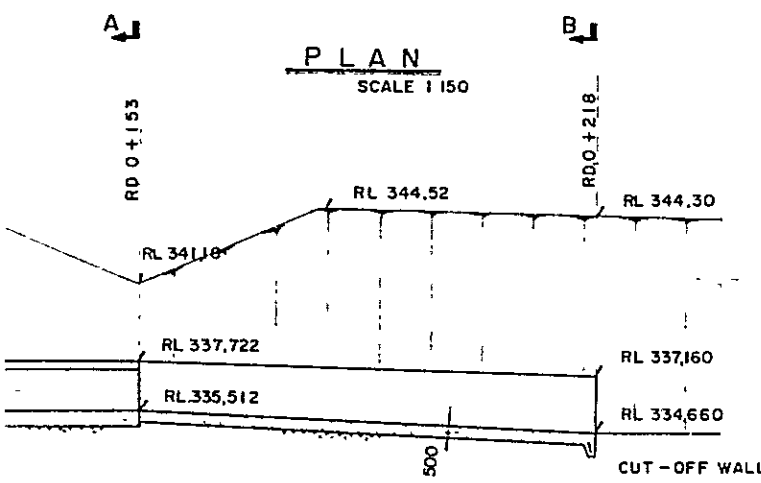 A
B
PLAN
SCALE 1:150
RD 0+153
RD.0+218
RL 344.52
RL 344.30
RL 341.18
RL 337.722
RL 337.160
RL.335.512
RL 334.660
500
CUT-OFF WALL